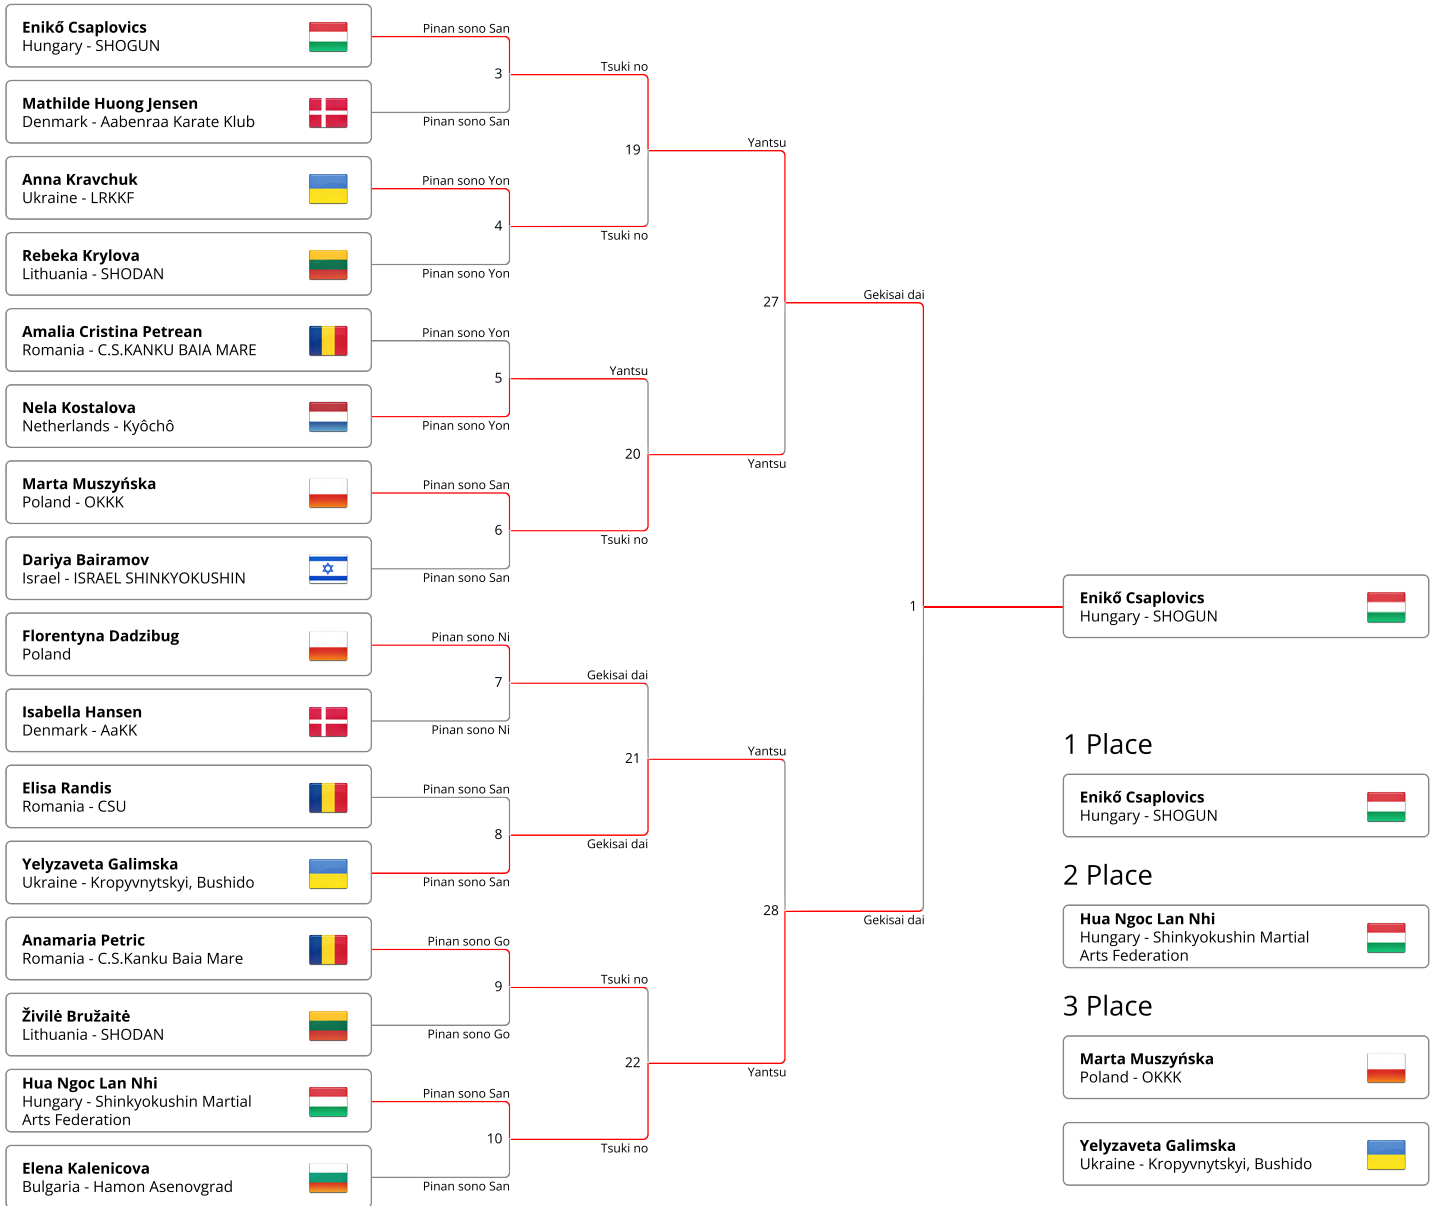 Enikő Csaplovics
Hungary - SHOGUN
Mathilde Huong Jensen
Denmark - Aabenraa Karate Klub
Anna Kravchuk
Ukraine - LRKKF
Rebeka Krylova
Lithuania - SHODAN
Amalia Cristina Petrean
Romania - C.S.KANKU BAIA MARE
Nela Kostalova
Netherlands - Kyôchô
Marta Muszyńska
Poland - OKKK
Dariya Bairamov
Israel - ISRAEL SHINKYOKUSHIN
Florentyna Dadzibug
Poland
Isabella Hansen
Denmark - AaKK
Elisa Randis
Romania - CSU
Yelyzaveta Galimska
Ukraine - Kropyvnytskyi, Bushido
Anamaria Petric
Romania - C.S.Kanku Baia Mare
Živilė Bružaitė
Lithuania - SHODAN
Hua Ngoc Lan Nhi
Hungary - Shinkyokushin Martial
Arts Federation
Elena Kalenicova
Bulgaria - Hamon Asenovgrad
Pinan sono San
3
Pinan sono San
Pinan sono Yon
4
Pinan sono Yon
Pinan sono Yon
5
Pinan sono Yon
Pinan sono San
6
Pinan sono San
Pinan sono Ni
7
Pinan sono Ni
Pinan sono San
8
Pinan sono San
Pinan sono Go
9
Pinan sono Go
Pinan sono San
10
Pinan sono San
Tsuki no
19
Tsuki no
Yantsu
20
Tsuki no
Gekisai dai
21
Gekisai dai
Tsuki no
22
Tsuki no
Yantsu
27
Yantsu
Yantsu
28
Yantsu
Gekisai dai
1
Gekisai dai
Enikő Csaplovics
Hungary - SHOGUN
1 Place
Enikő Csaplovics
Hungary - SHOGUN
2 Place
Hua Ngoc Lan Nhi
Hungary - Shinkyokushin Martial
Arts Federation
3 Place
Marta Muszyńska
Poland - OKKK
Yelyzaveta Galimska
Ukraine - Kropyvnytskyi, Bushido